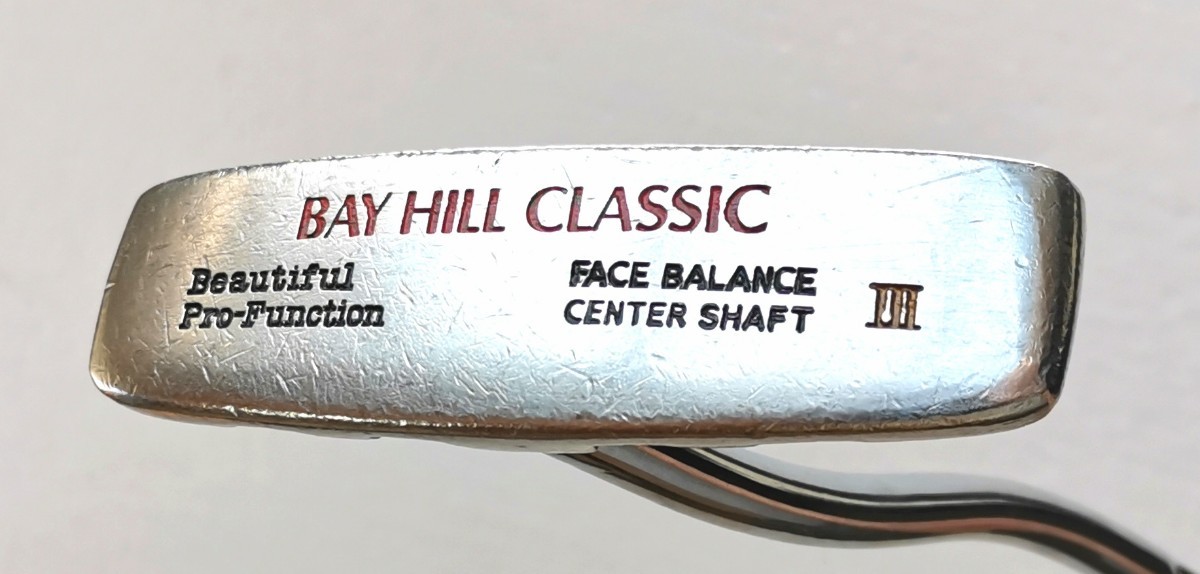 BAY HILL CLASSIC
Beautiful
Pro-Function
FACE BALANCE
CENTER SHAFT
III